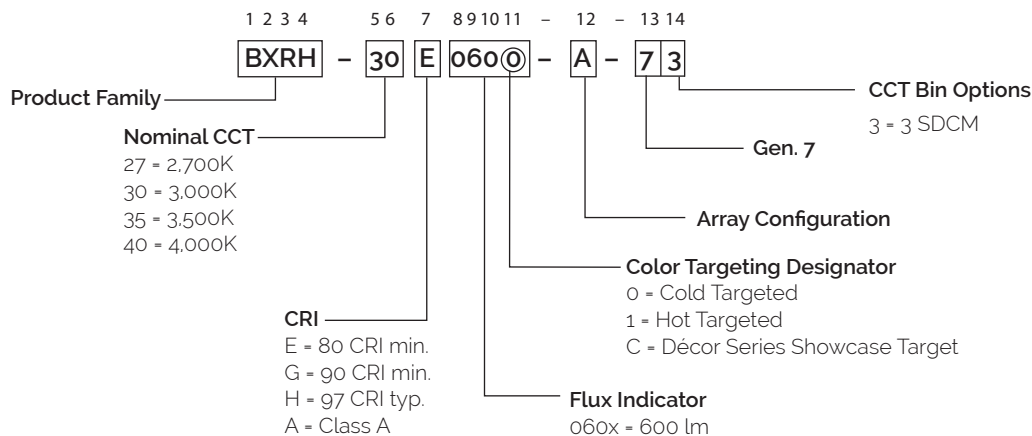 1 2 3 4 5 6 7 8 9 10 11 – 12 – 13 14
BXRH – 30 E 0600 – A – 7 3
Product Family
CCT Bin Options
3 = 3 SDCM
Nominal CCT
27 = 2,700K
30 = 3,000K
35 = 3,500K
40 = 4,000K
Gen. 7
Array Configuration
Color Targeting Designator
0 = Cold Targeted
1 = Hot Targeted
C = Décor Series Showcase Target
CRI
E = 80 CRI min.
G = 90 CRI min.
H = 97 CRI typ.
A = Class A
Flux Indicator
060x = 600 lm